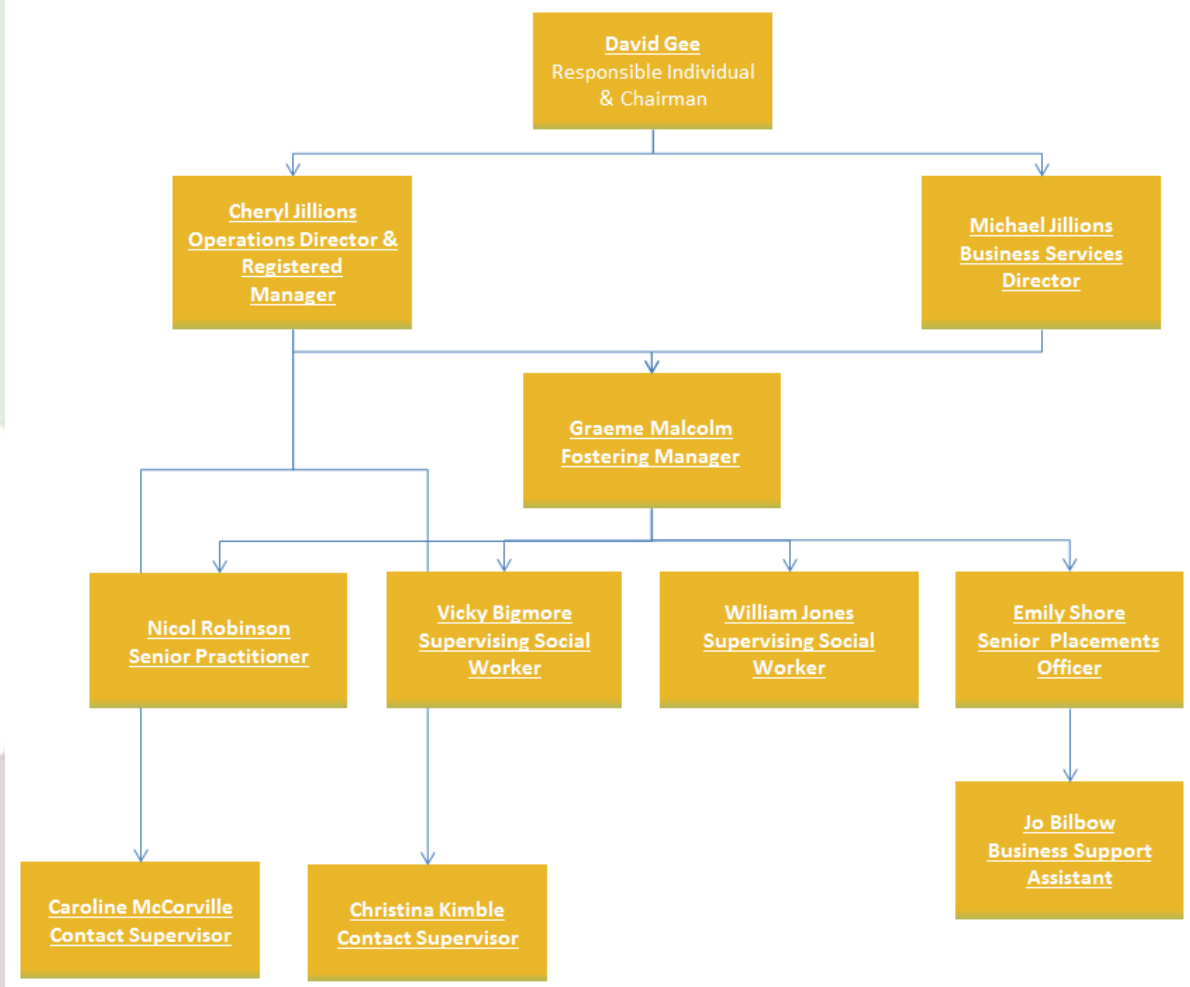 David Gee
Responsible Individual
& Chairman
Cheryl Jillions
Operations Director &
Registered
Manager
Michael Jillions
Business Services
Director
Graeme Malcolm
Fostering Manager
Nicol Robinson
Senior Practitioner
Vicky Bigmore
Supervising Social
Worker
William Jones
Supervising Social
Worker
Emily Shore
Senior  Placements
Officer
Jo Bilbow
Business Support
Assistant
Caroline McCorville
Contact Supervisor
Christina Kimble
Contact Supervisor